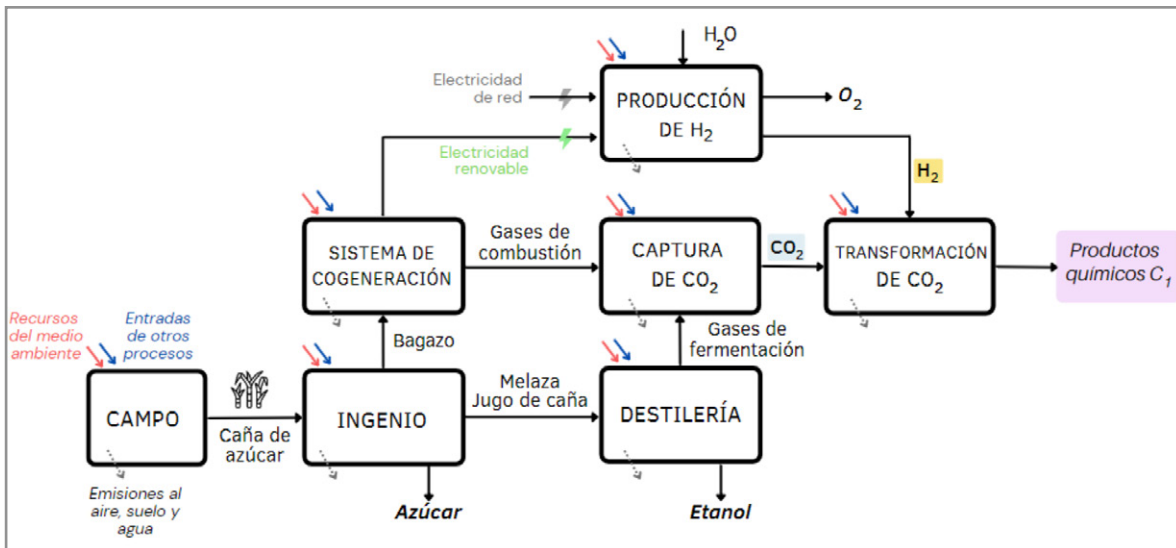 H₂O
Electricidad
de red
PRODUCCIÓN
DE H₂
O₂
Electricidad
renovable
H₂
SISTEMA DE
COGENERACIÓN
Gases de
combustión
CAPTURA
DE CO₂
CO₂
TRANSFORMACIÓN
DE CO₂
Productos
químicos C₁
Recursos
del medio
ambiente
Entradas
de otros
procesos
Bagazo
Gases de
fermentación
CAMPO
Caña de
azúcar
INGENIO
Melaza
Jugo de caña
DESTILERÍA
Emisiones al
aire, suelo y
agua
Azúcar
Etanol